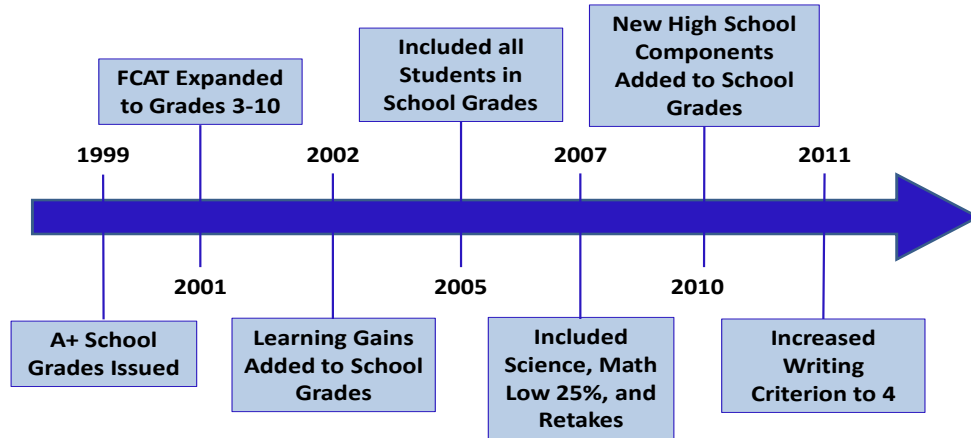 New High School
Components
Added to School
Grades
Included all
Students in
School Grades
FCAT Expanded
to Grades 3-10
1999
2002
2007
2011
2001
2005
2010
A+ School
Grades Issued
Learning Gains
Added to School
Grades
Included
Science, Math
Low 25%, and
Retakes
Increased
Writing
Criterion to 4